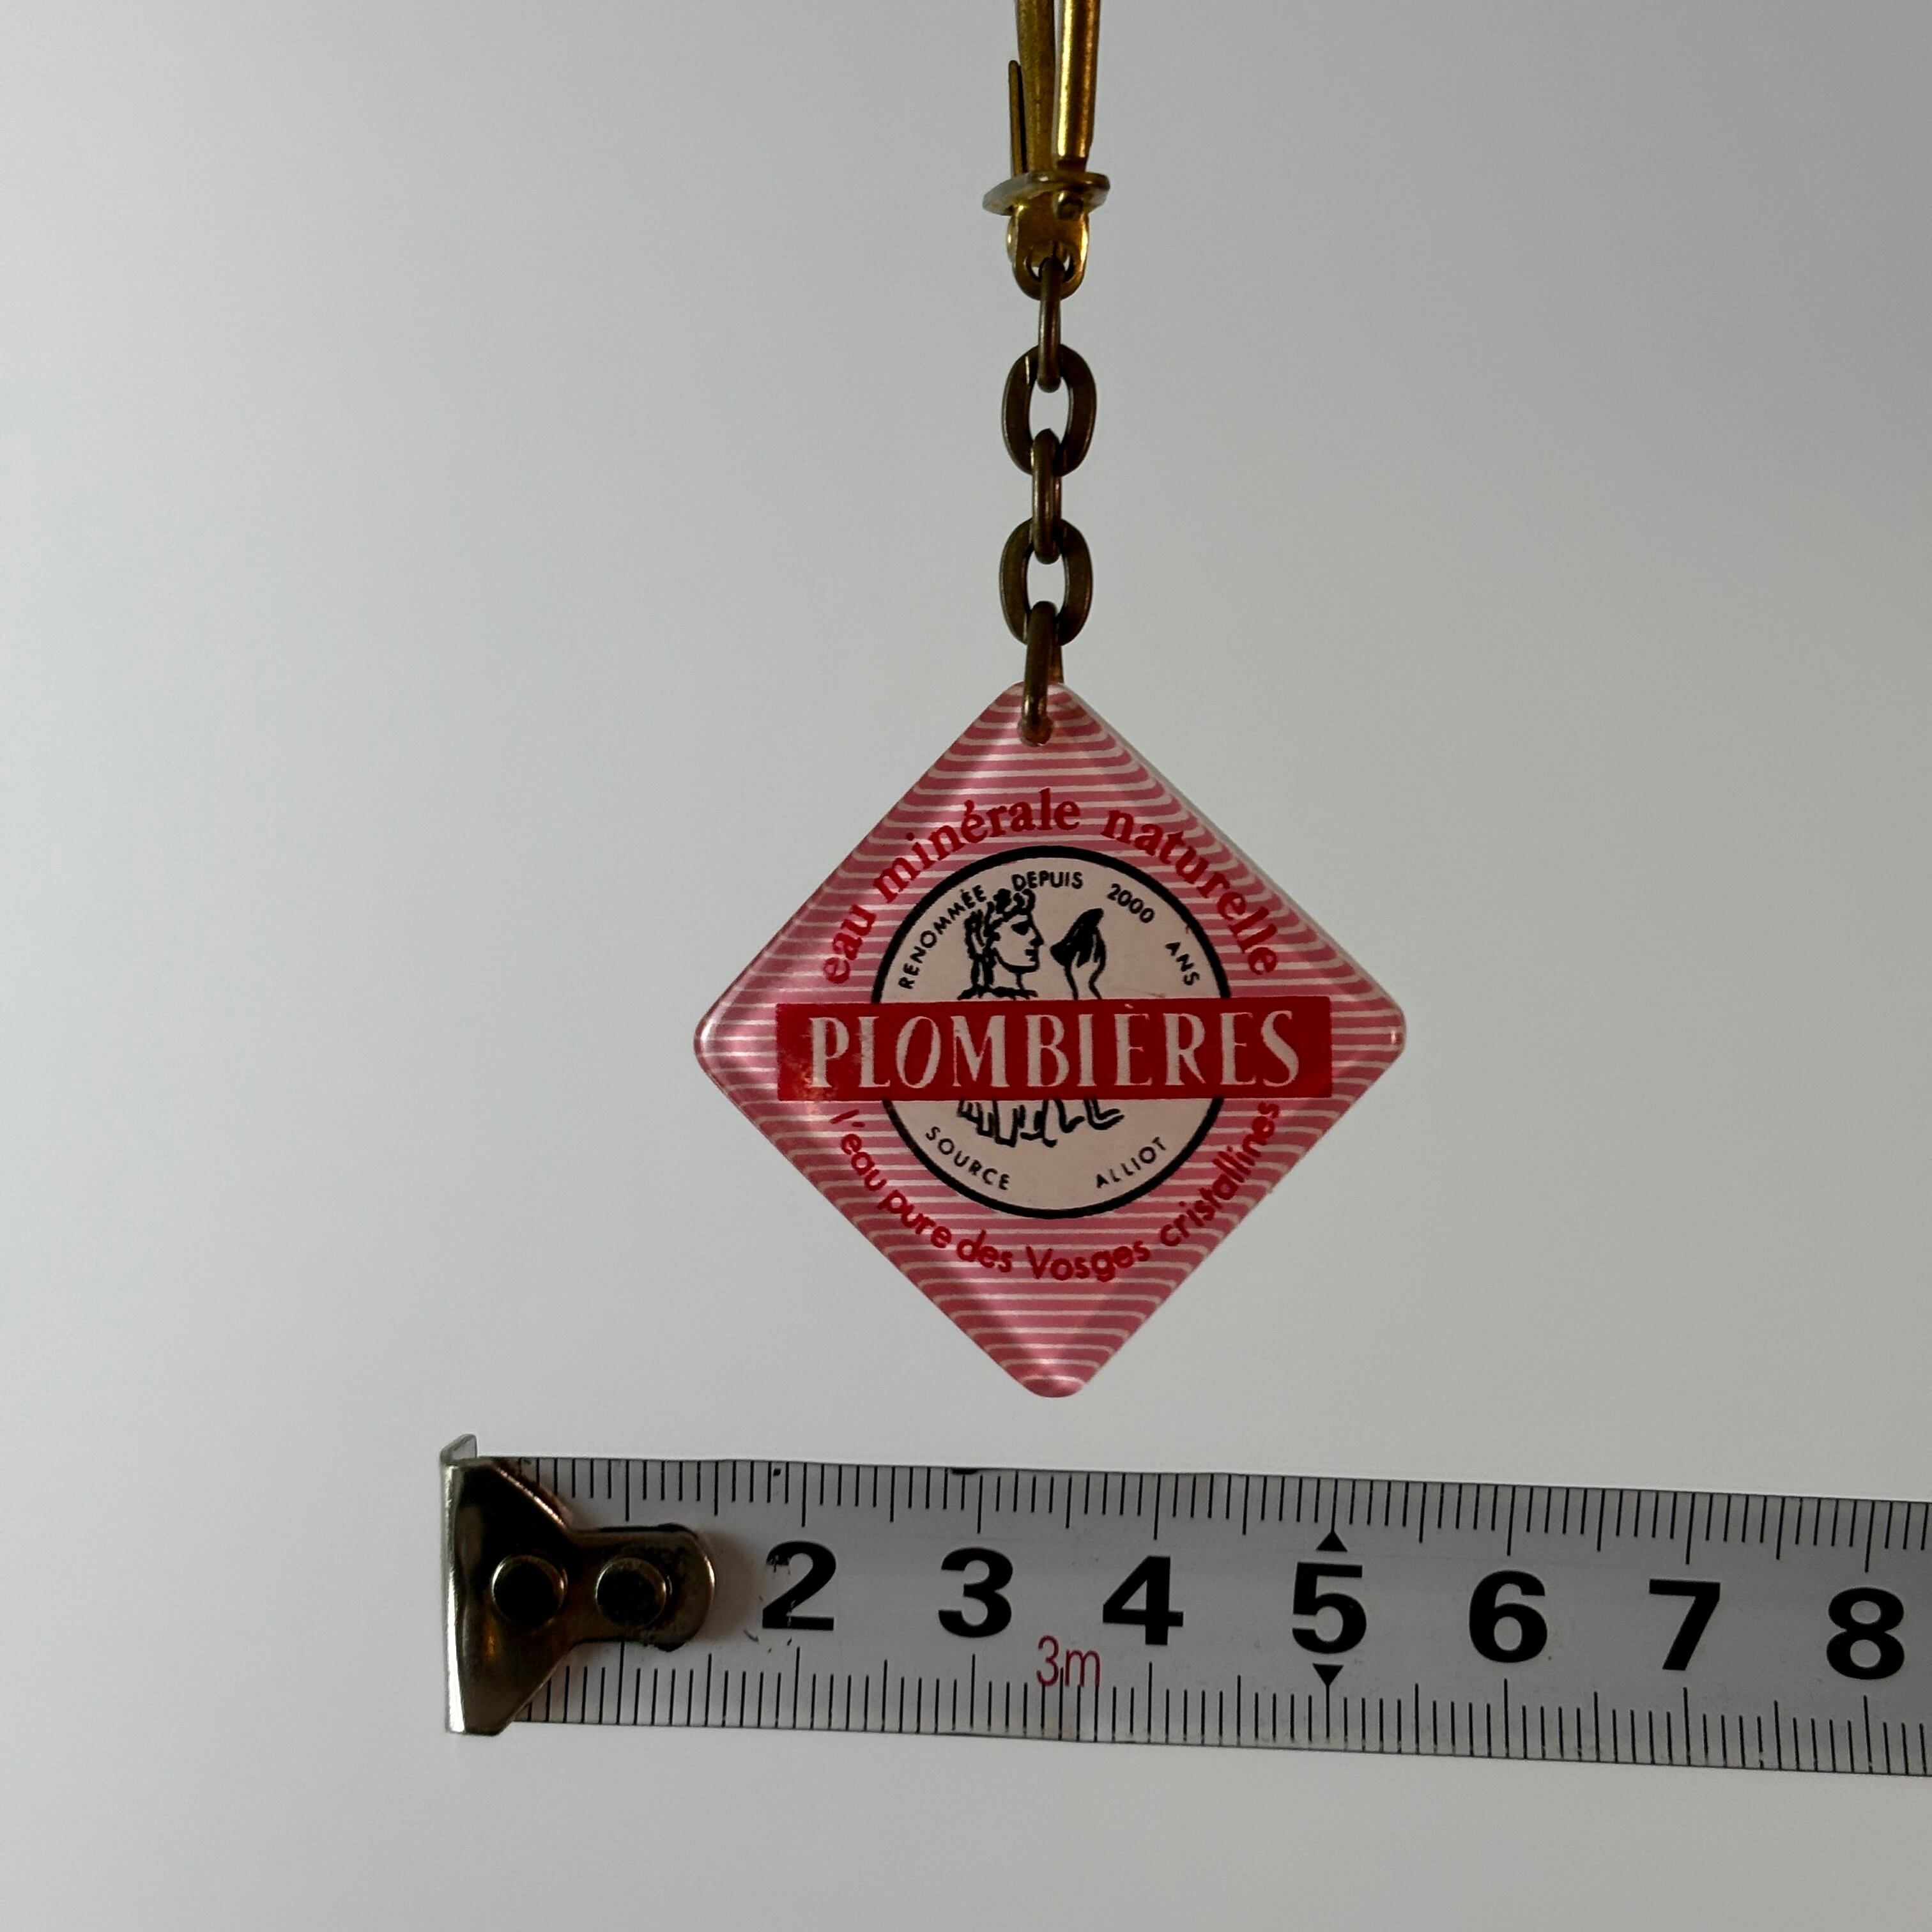 eau minérale naturelle
RENOMMÉE DEPUIS 2000 ANS
PLOMBIÈRES
SOURCE ALLIOT
l'eau pure des Vosges cristallines
2 3 4 5 6 7 8
3m